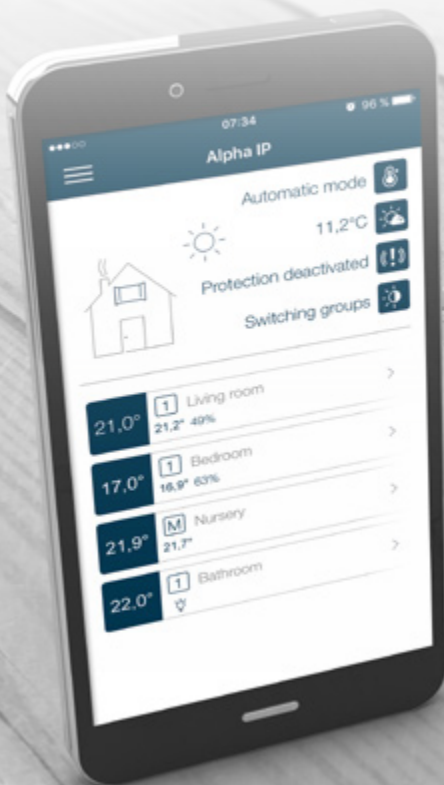 07:34
96 %
Alpha IP
Automatic mode
11,2°C
Protection deactivated
Switching groups
21,0°
1 Living room
21,2° 49%
17,0°
1 Bedroom
16,9° 63%
21,9°
M Nursery
21,7°
22,0°
1 Bathroom